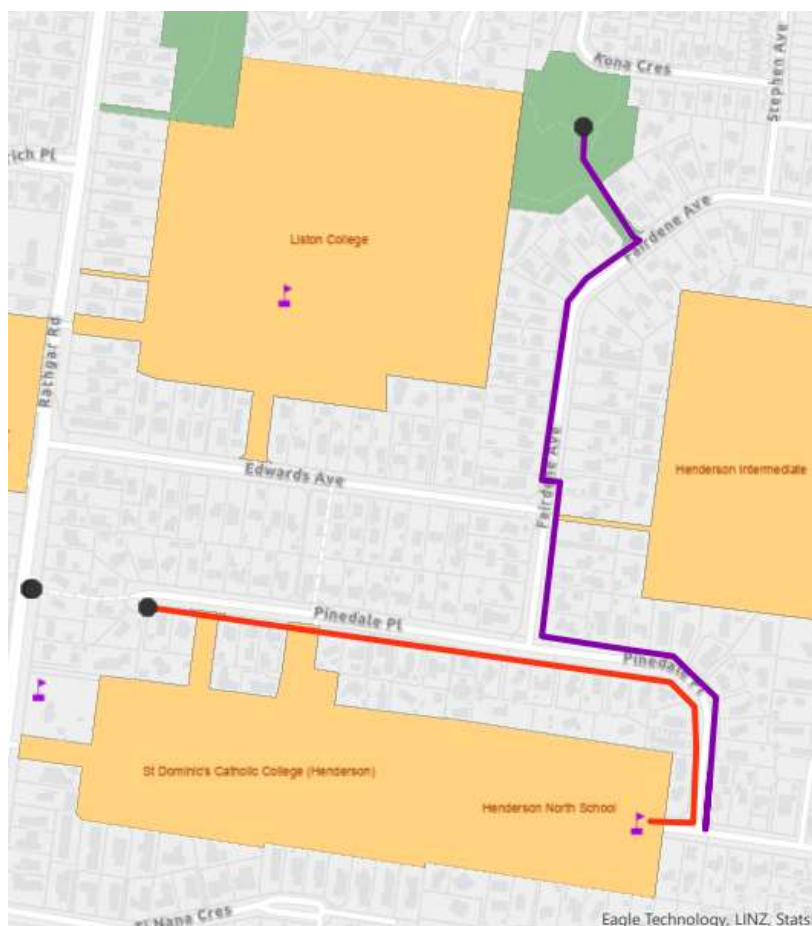 Kona Cres
Stephen Ave
rich Pl
Fairdene Ave
Liston College
Rathgar Rd
Fairdene Ave
Henderson Intermediate
Edwards Ave
Pinedale Pl
Pinedale Pl
St Dominic's Catholic College (Henderson)
Henderson North School
Ti Nana Cres
Eagle Technology, LINZ, Stats